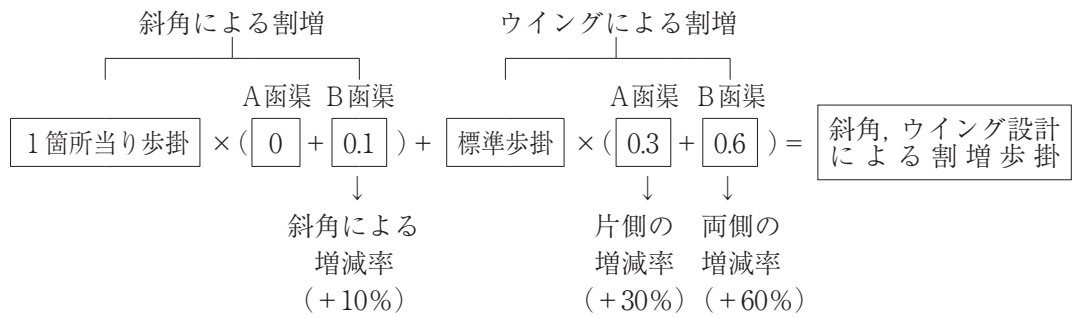 斜角による割増 ウイングによる割増
A函渠 B函渠 A函渠 B函渠
1箇所当り歩掛 ×( 0 + 0.1 )+ 標準歩掛 ×( 0.3 + 0.6 )= 斜角,ウイング設計
による割増歩掛
↓ ↓ ↓
斜角による 片側の 両側の
増減率 増減率 増減率
(+10%) (+30%) (+60%)